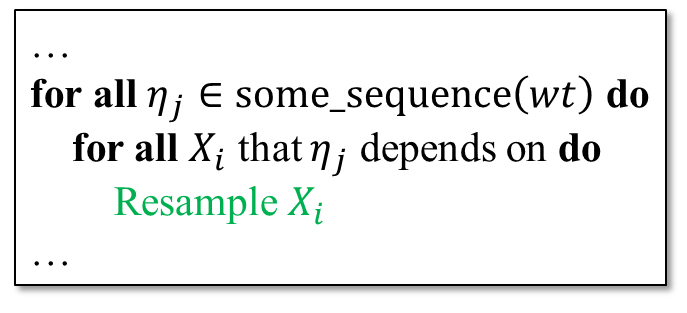 …
for all η_j ∈ some_sequence(wt) do
for all X_i that η_j depends on do
Resample X_i
…